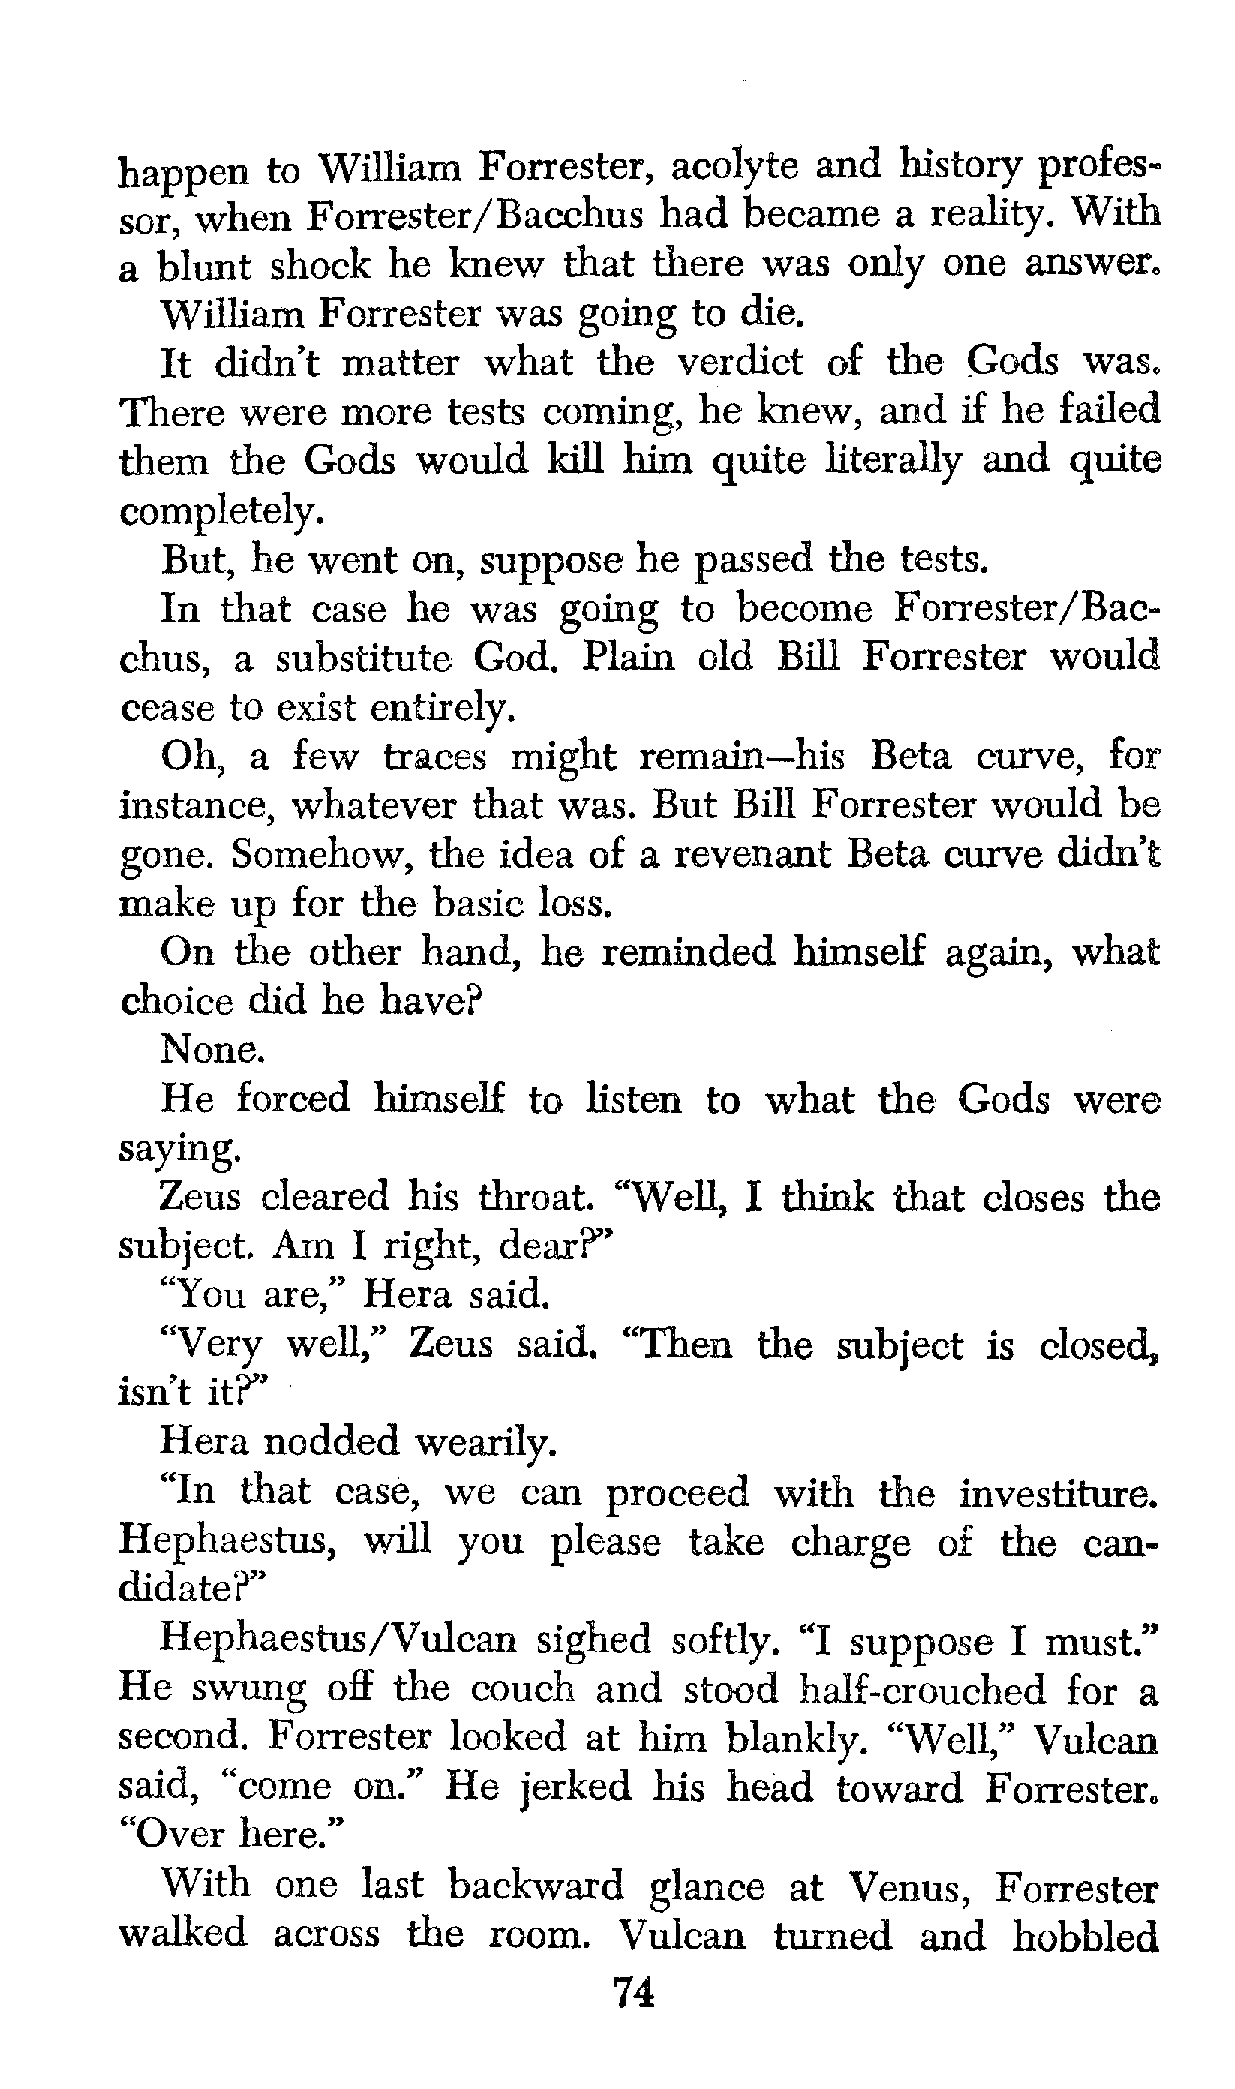 happen to William Forrester, acolyte and history profes-
sor, when Forrester/Bacchus had became a reality. With
a blunt shock he knew that there was only one answer.
William Forrester was going to die.
It didn't matter what the verdict of the Gods was.
There were more tests coming, he knew, and if he failed
them the Gods would kill him quite literally and quite
completely.
But, he went on, suppose he passed the tests.
In that case he was going to become Forrester/Bac-
chus, a substitute God. Plain old Bill Forrester would
cease to exist entirely.
Oh, a few traces might remain—his Beta curve, for
instance, whatever that was. But Bill Forrester would be
gone. Somehow, the idea of a revenant Beta curve didn't
make up for the basic loss.
On the other hand, he reminded himself again, what
choice did he have?
None.
He forced himself to listen to what the Gods were
saying.
Zeus cleared his throat. “Well, I think that closes the
subject. Am I right, dear?”
“You are,” Hera said.
“Very well,” Zeus said. “Then the subject is closed,
isn't it?”
Hera nodded wearily.
“In that case, we can proceed with the investiture.
Hephaestus, will you please take charge of the can-
didate?”
Hephaestus/Vulcan sighed softly. “I suppose I must.”
He swung off the couch and stood half-crouched for a
second. Forrester looked at him blankly. “Well,” Vulcan
said, “come on.” He jerked his head toward Forrester.
“Over here.”
With one last backward glance at Venus, Forrester
walked across the room. Vulcan turned and hobbled
74